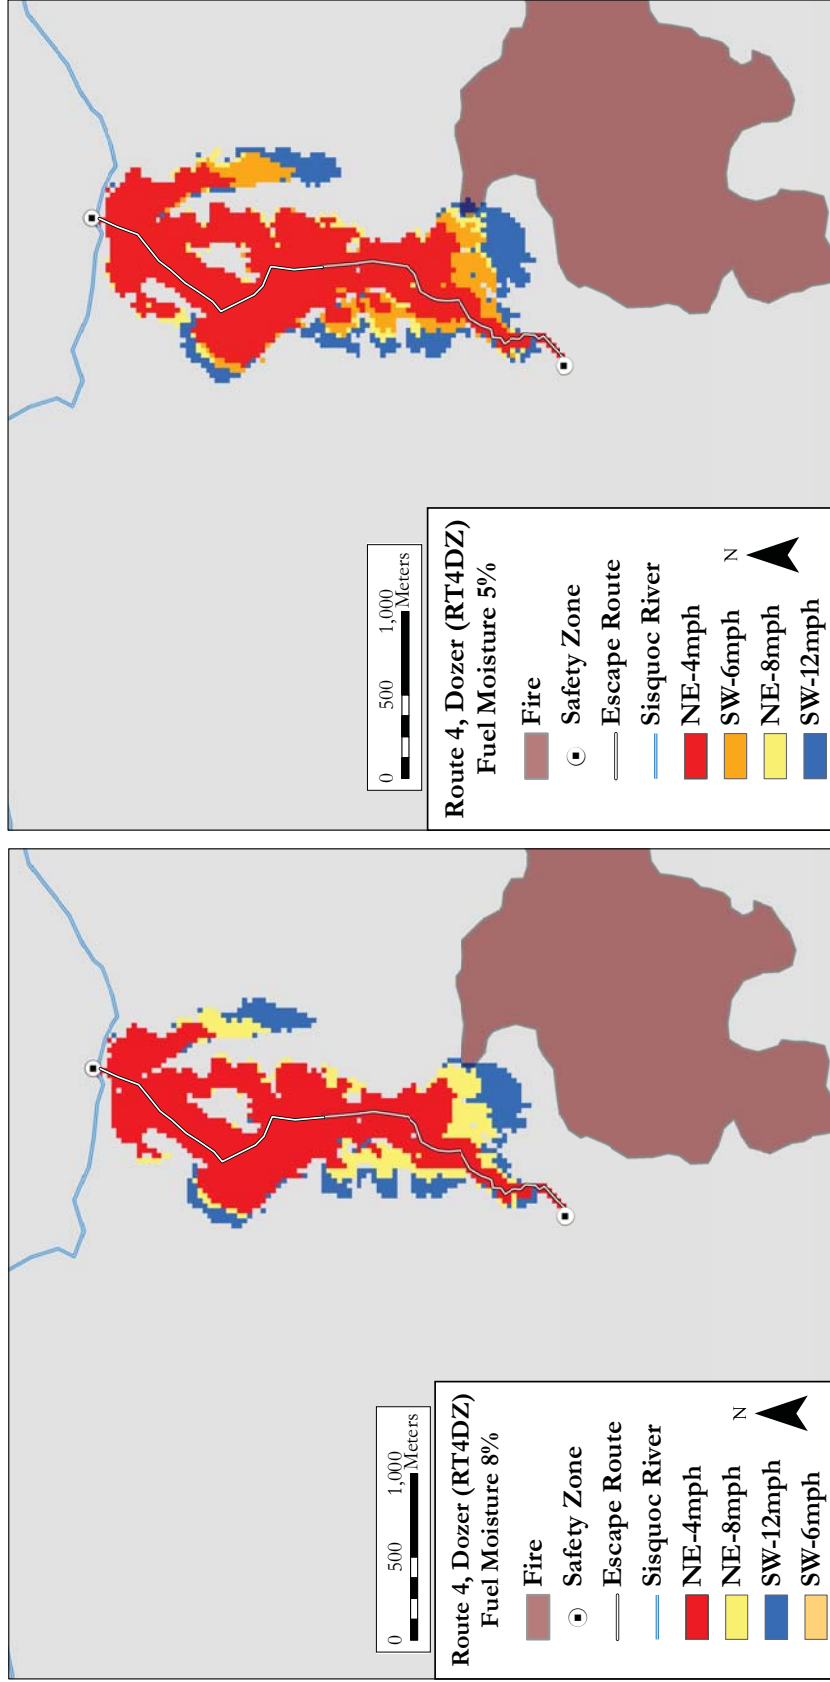 0 500 1,000
Meters
Route 4, Dozer (RT4DZ)
Fuel Moisture 8%
Fire
Safety Zone
Escape Route
Sisquoc River
NE-4mph
NE-8mph
SW-12mph
SW-6mph
N
0 500 1,000
Meters
Route 4, Dozer (RT4DZ)
Fuel Moisture 5%
Fire
Safety Zone
Escape Route
Sisquoc River
NE-4mph
SW-6mph
NE-8mph
SW-12mph
N